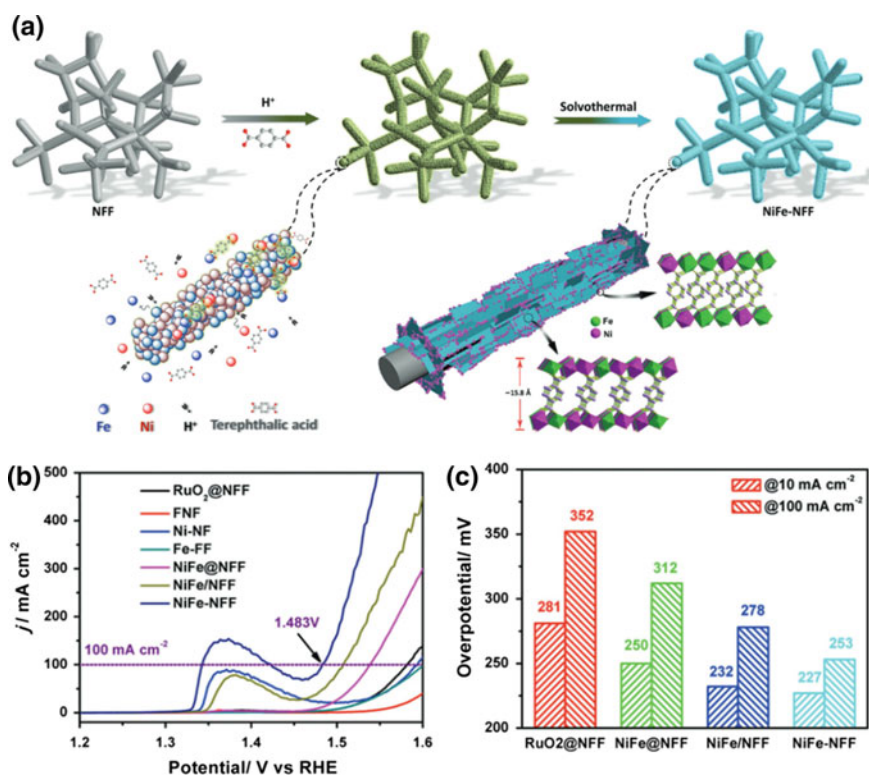 (a)
H⁺
Solvothermal
NFF
NiFe-NFF
Fe
Ni
~15.8 Å
Fe Ni H⁺ Terephthalic acid
(b)
500
400
300
200
100
0
j / mA cm⁻²
RuO₂@NFF
FNF
Ni-NF
Fe-FF
NiFe@NFF
NiFe/NFF
NiFe-NFF
1.483V
100 mA cm⁻²
1.2 1.3 1.4 1.5 1.6
Potential/ V vs RHE
(c)
400
350
300
250
200
Overpotential/ mV
@10 mA cm⁻²
@100 mA cm⁻²
281 352
250 312
232 278
227 253
RuO2@NFF NiFe@NFF NiFe/NFF NiFe-NFF